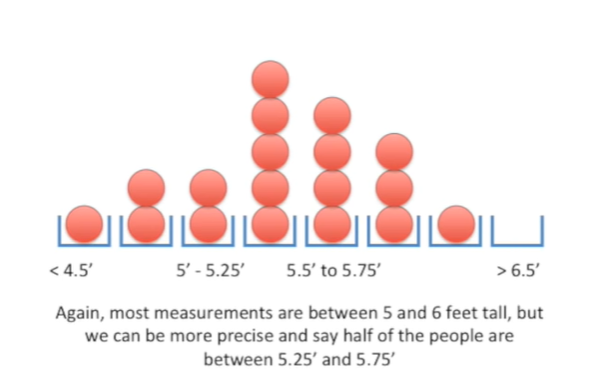 < 4.5’ 5’ - 5.25’ 5.5’ to 5.75’ > 6.5’
Again, most measurements are between 5 and 6 feet tall, but
we can be more precise and say half of the people are
between 5.25’ and 5.75’